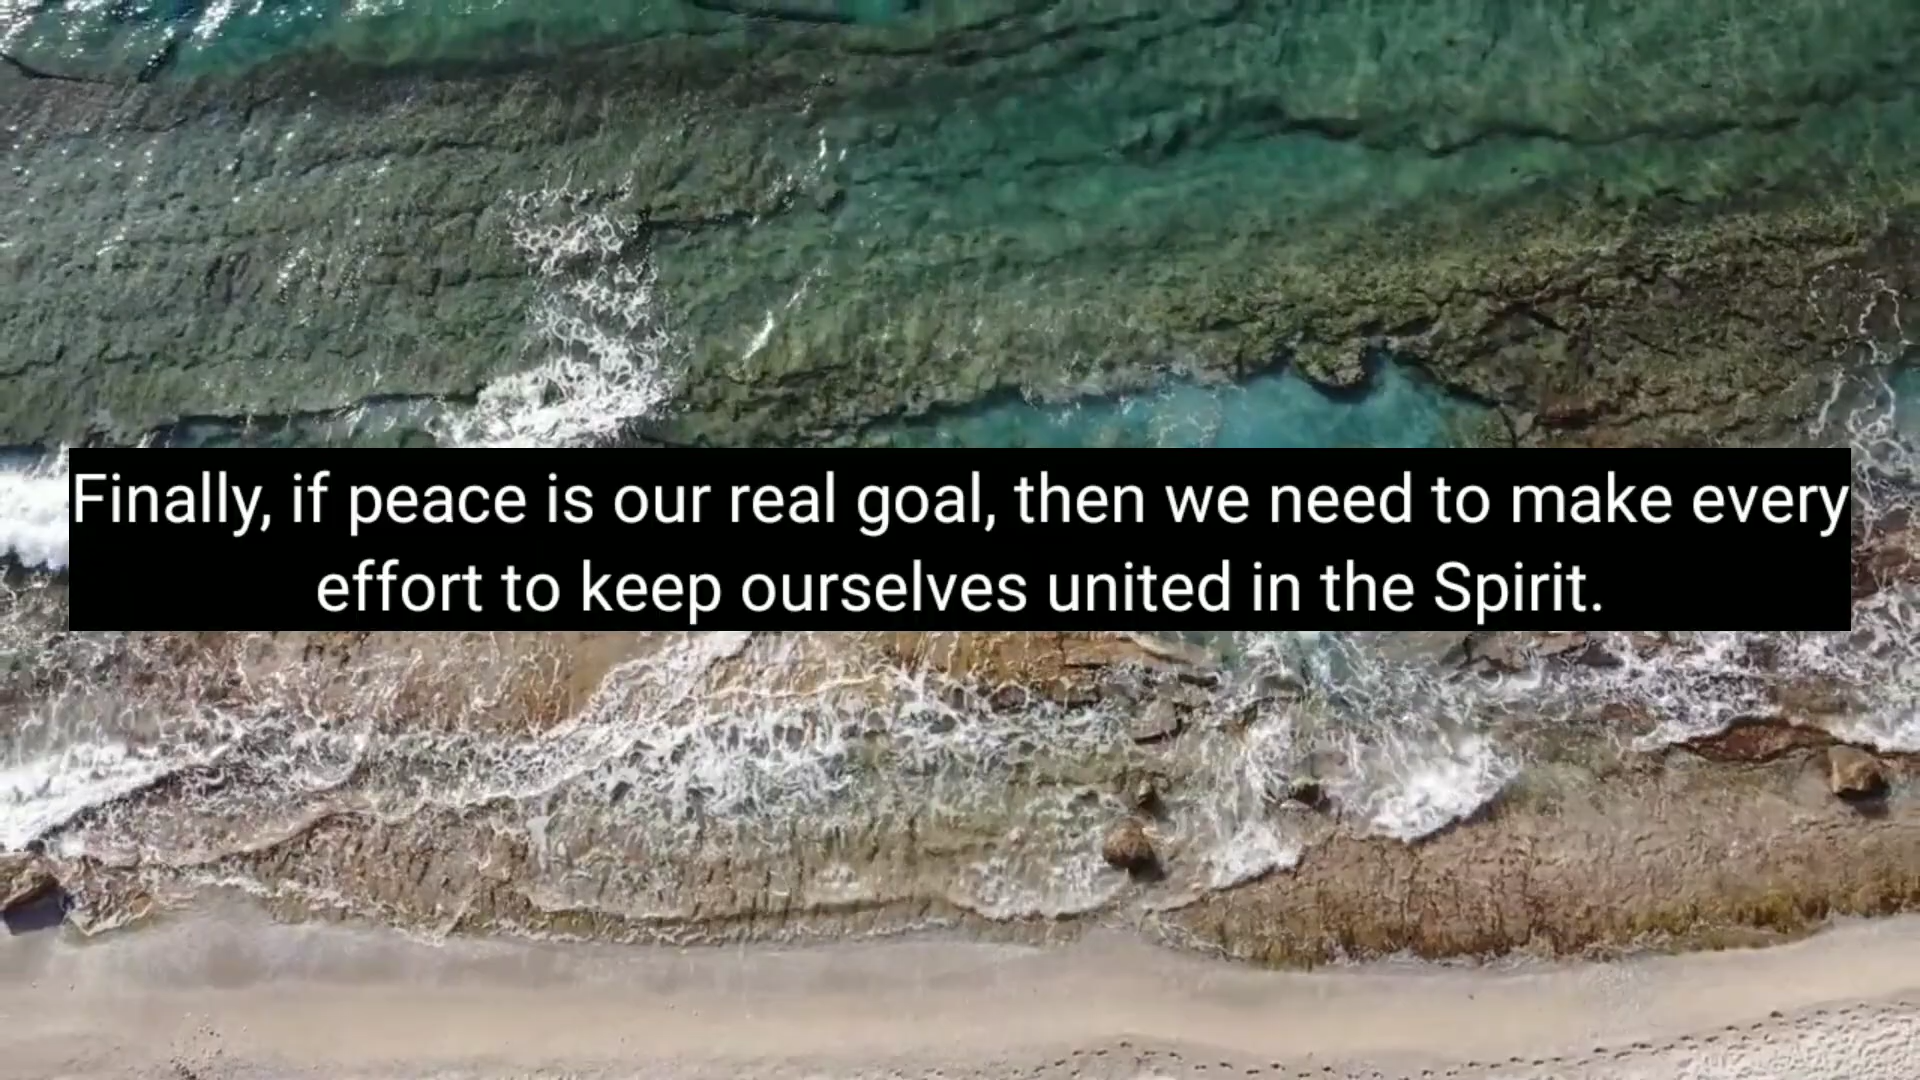 Finally, if peace is our real goal, then we need to make every
effort to keep ourselves united in the Spirit.